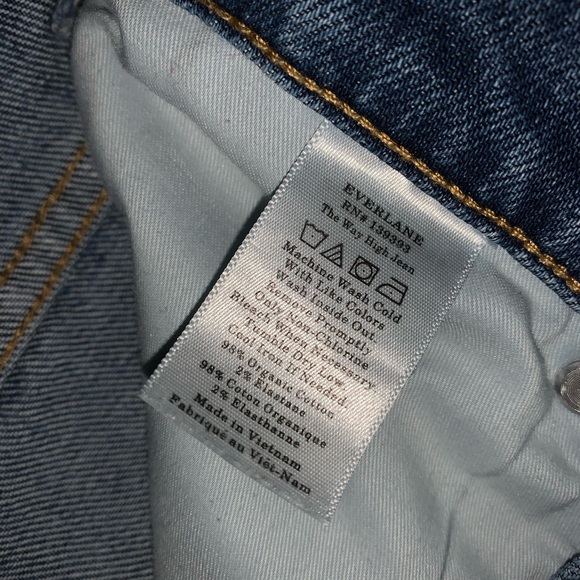 EVERLANE
RN# 139393
The Way High Jean
Machine Wash Cold
With Like Colors
Wash Inside Out
Remove Promptly
Only Non-Chlorine
Bleach When Necessary
Tumble Dry Low
Cool Iron If Needed.
98% Organic Cotton
2% Elastane
98% Coton Organique
2% Elasthanne
Made in Vietnam
Fabriqué au Viet-Nam